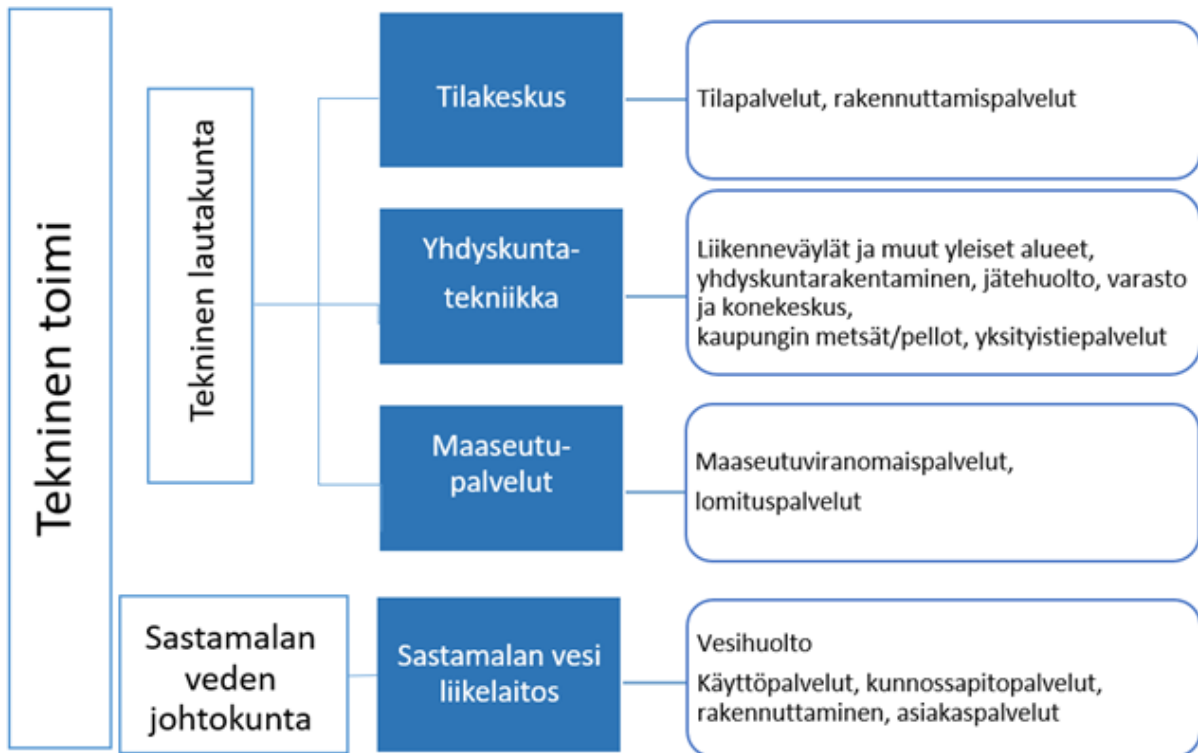 Tekninen toimi
Tekninen lautakunta
Tilakeskus
Tilapalvelut, rakennuttamispalvelut
Yhdyskunta-
tekniikka
Liikenneväylät ja muut yleiset alueet,
yhdyskuntarakentaminen, jätehuolto, varasto
ja konekeskus,
kaupungin metsät/pellot, yksityistiepalvelut
Maaseutu-
palvelut
Maaseutuviranomaispalvelut,
lomituspalvelut
Sastamalan
veden
johtokunta
Sastamalan vesi
liikelaitos
Vesihuolto
Käyttöpalvelut, kunnossapitopalvelut,
rakennuttaminen, asiakaspalvelut